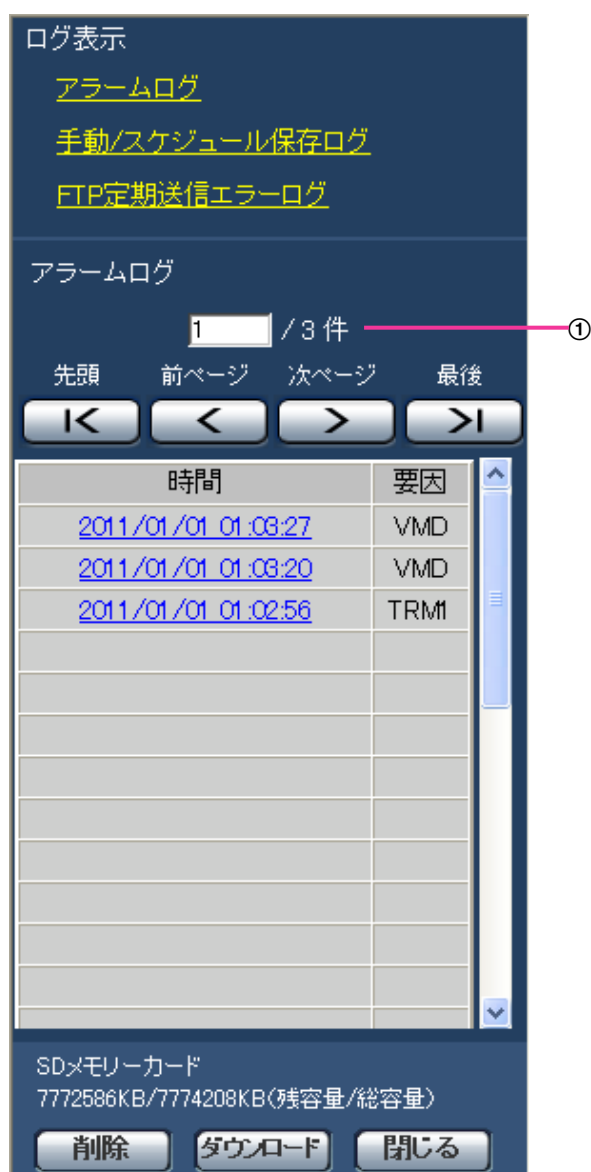 ログ表示
アラームログ
手動/スケジュール保存ログ
FTP定期送信エラーログ
アラームログ
1 /3件 ①
先頭 前ページ 次ページ 最後
時間 要因
2011/01/01 01:03:27 VMD
2011/01/01 01:03:20 VMD
2011/01/01 01:02:56 TRM1
SDメモリーカード
7772586KB/7774208KB(残容量/総容量)
削除 ダウンロード 閉じる